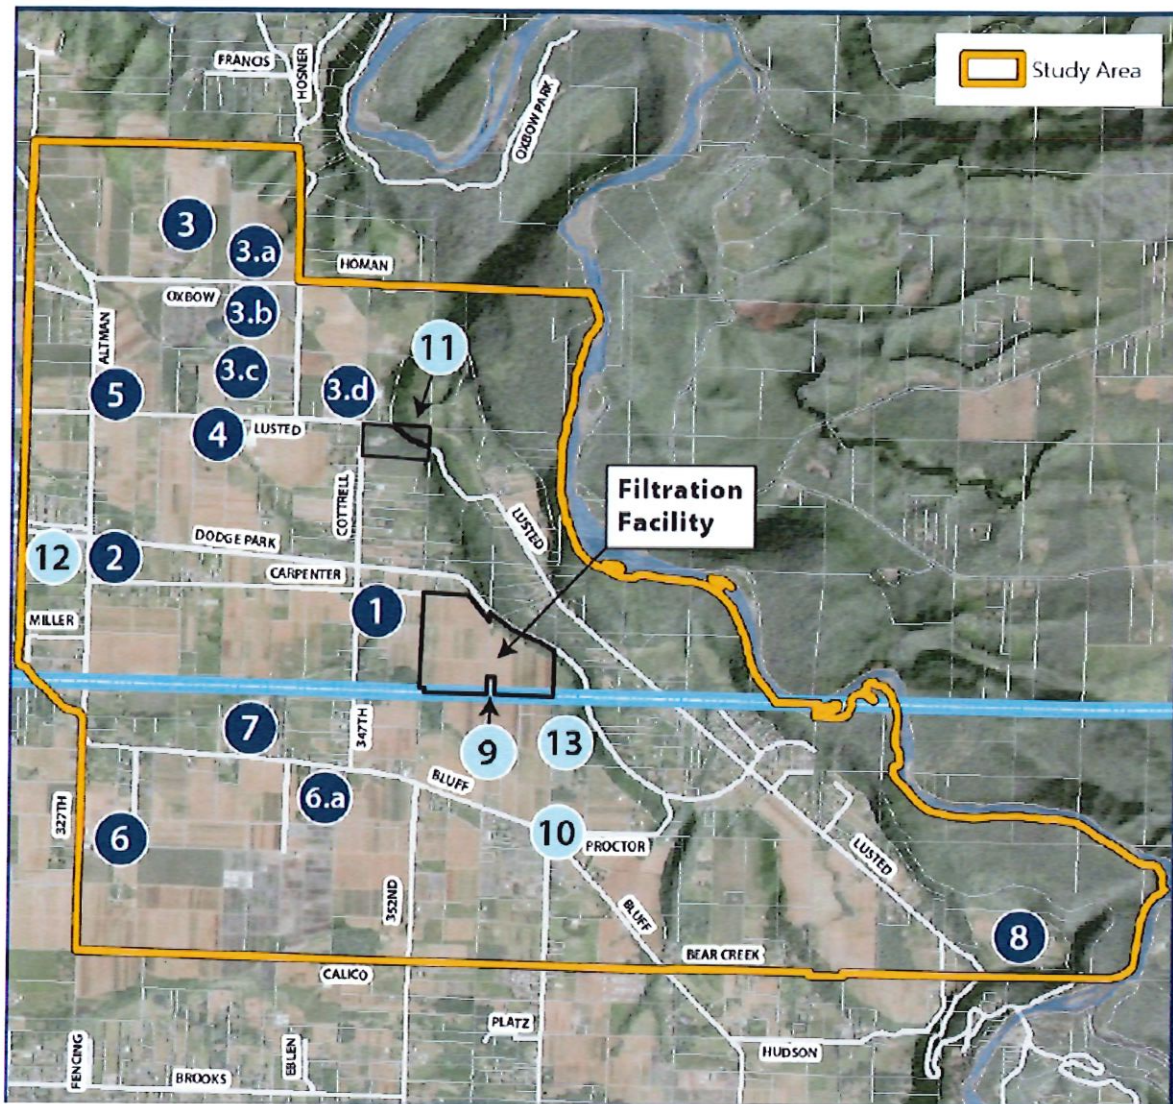 FRANCIS
HOSNER
OXBOW PARK
Study Area
3
3.a
HOMAN
OXBOW
3.b
ALTMAN
11
3.c
3.d
5
4
LUSTED
Filtration
Facility
COTTRELL
LUSTED
DODGE PARK
12
2
CARPENTER
1
MILLER
7
347TH
9
13
BLUFF
6.a
327TH
6
10
PROCTOR
352ND
LUSTED
BLUFF
8
BEAR CREEK
CALICO
PLATZ
HUDSON
FENCING
EBLEN
BROOKS